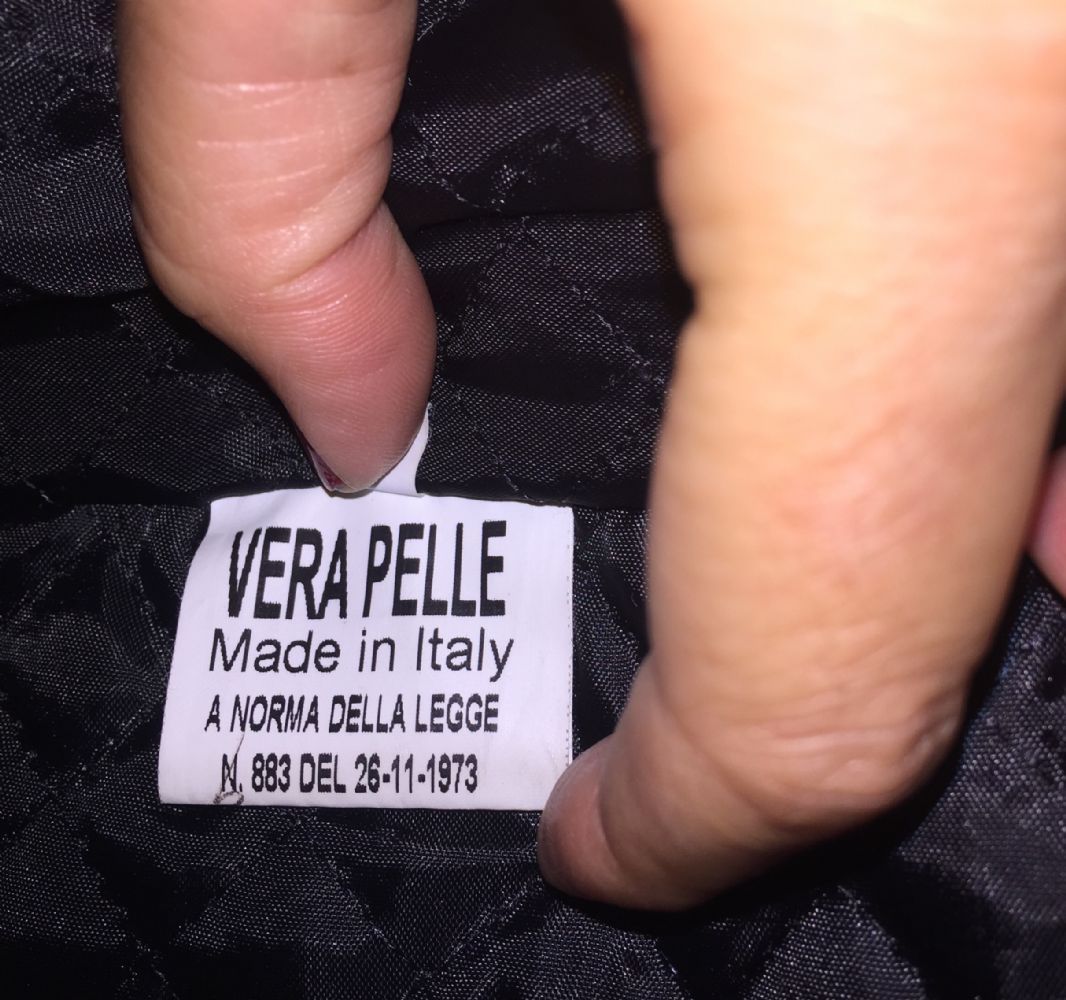 VERA PELLE
Made in Italy
A NORMA DELLA LEGGE
N. 883 DEL 26-11-1973